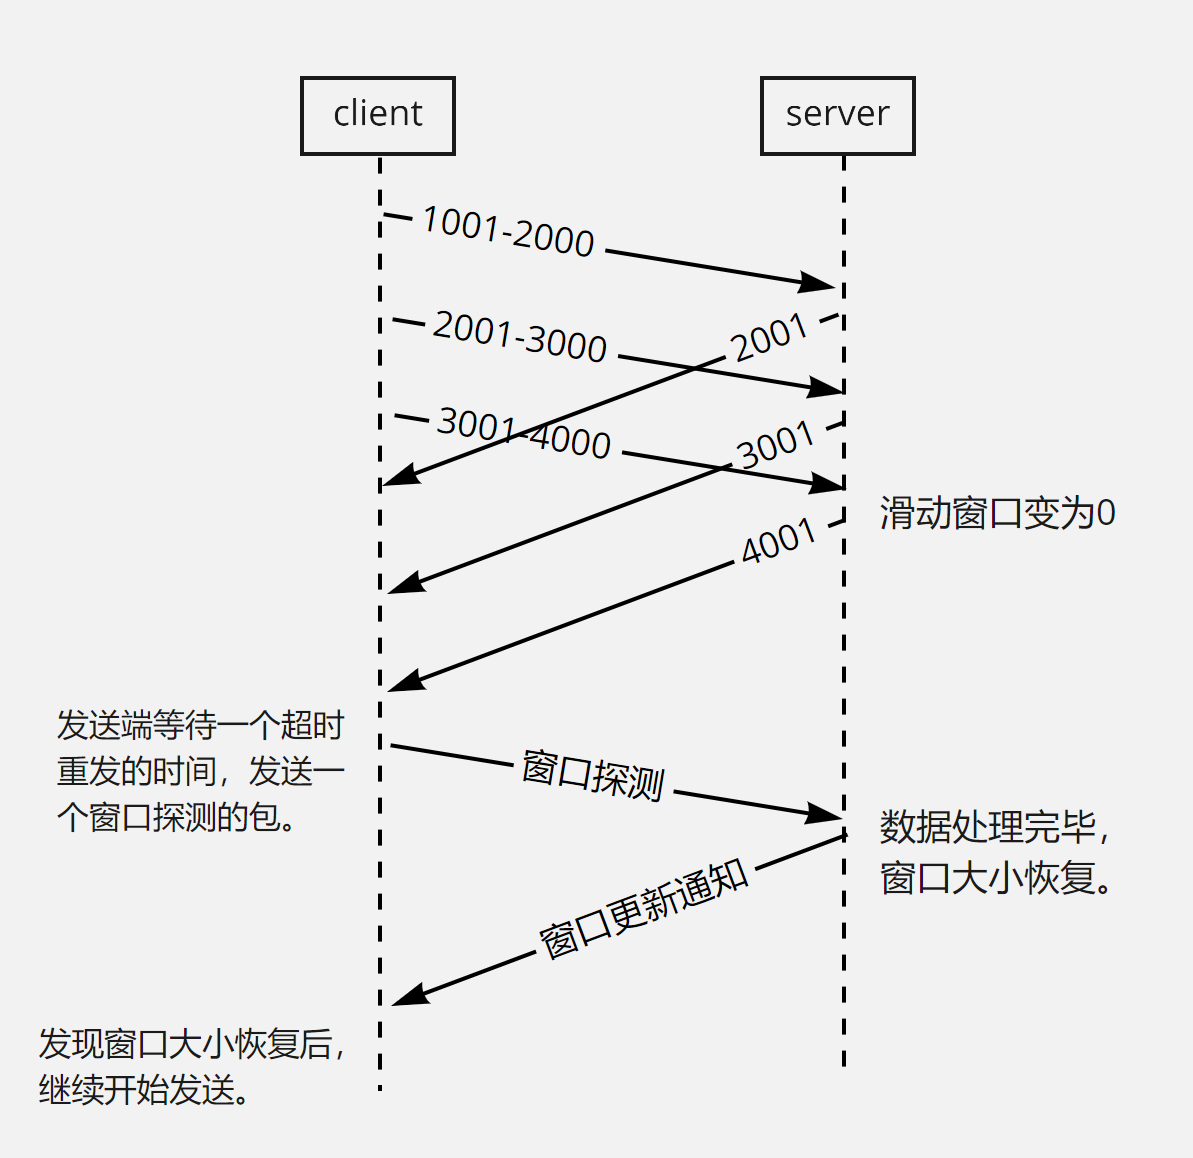 client
server
1001-2000
2001
2001-3000
3001-4000
3001
滑动窗口变为0
4001
发送端等待一个超时
重发的时间，发送一
个窗口探测的包。
窗口探测
数据处理完毕，
窗口大小恢复。
窗口更新通知
发现窗口大小恢复后，
继续开始发送。